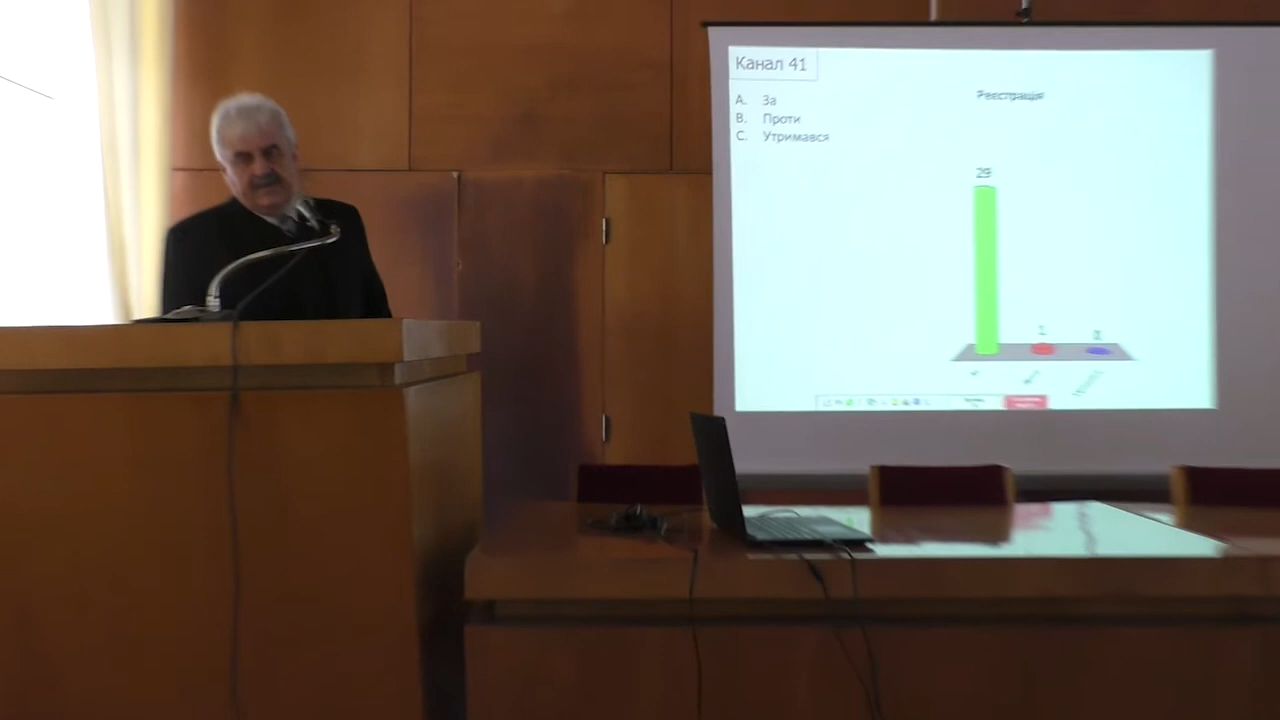 Канал 41
Реєстрація
A. За
B. Проти
C. Утримався
29
1